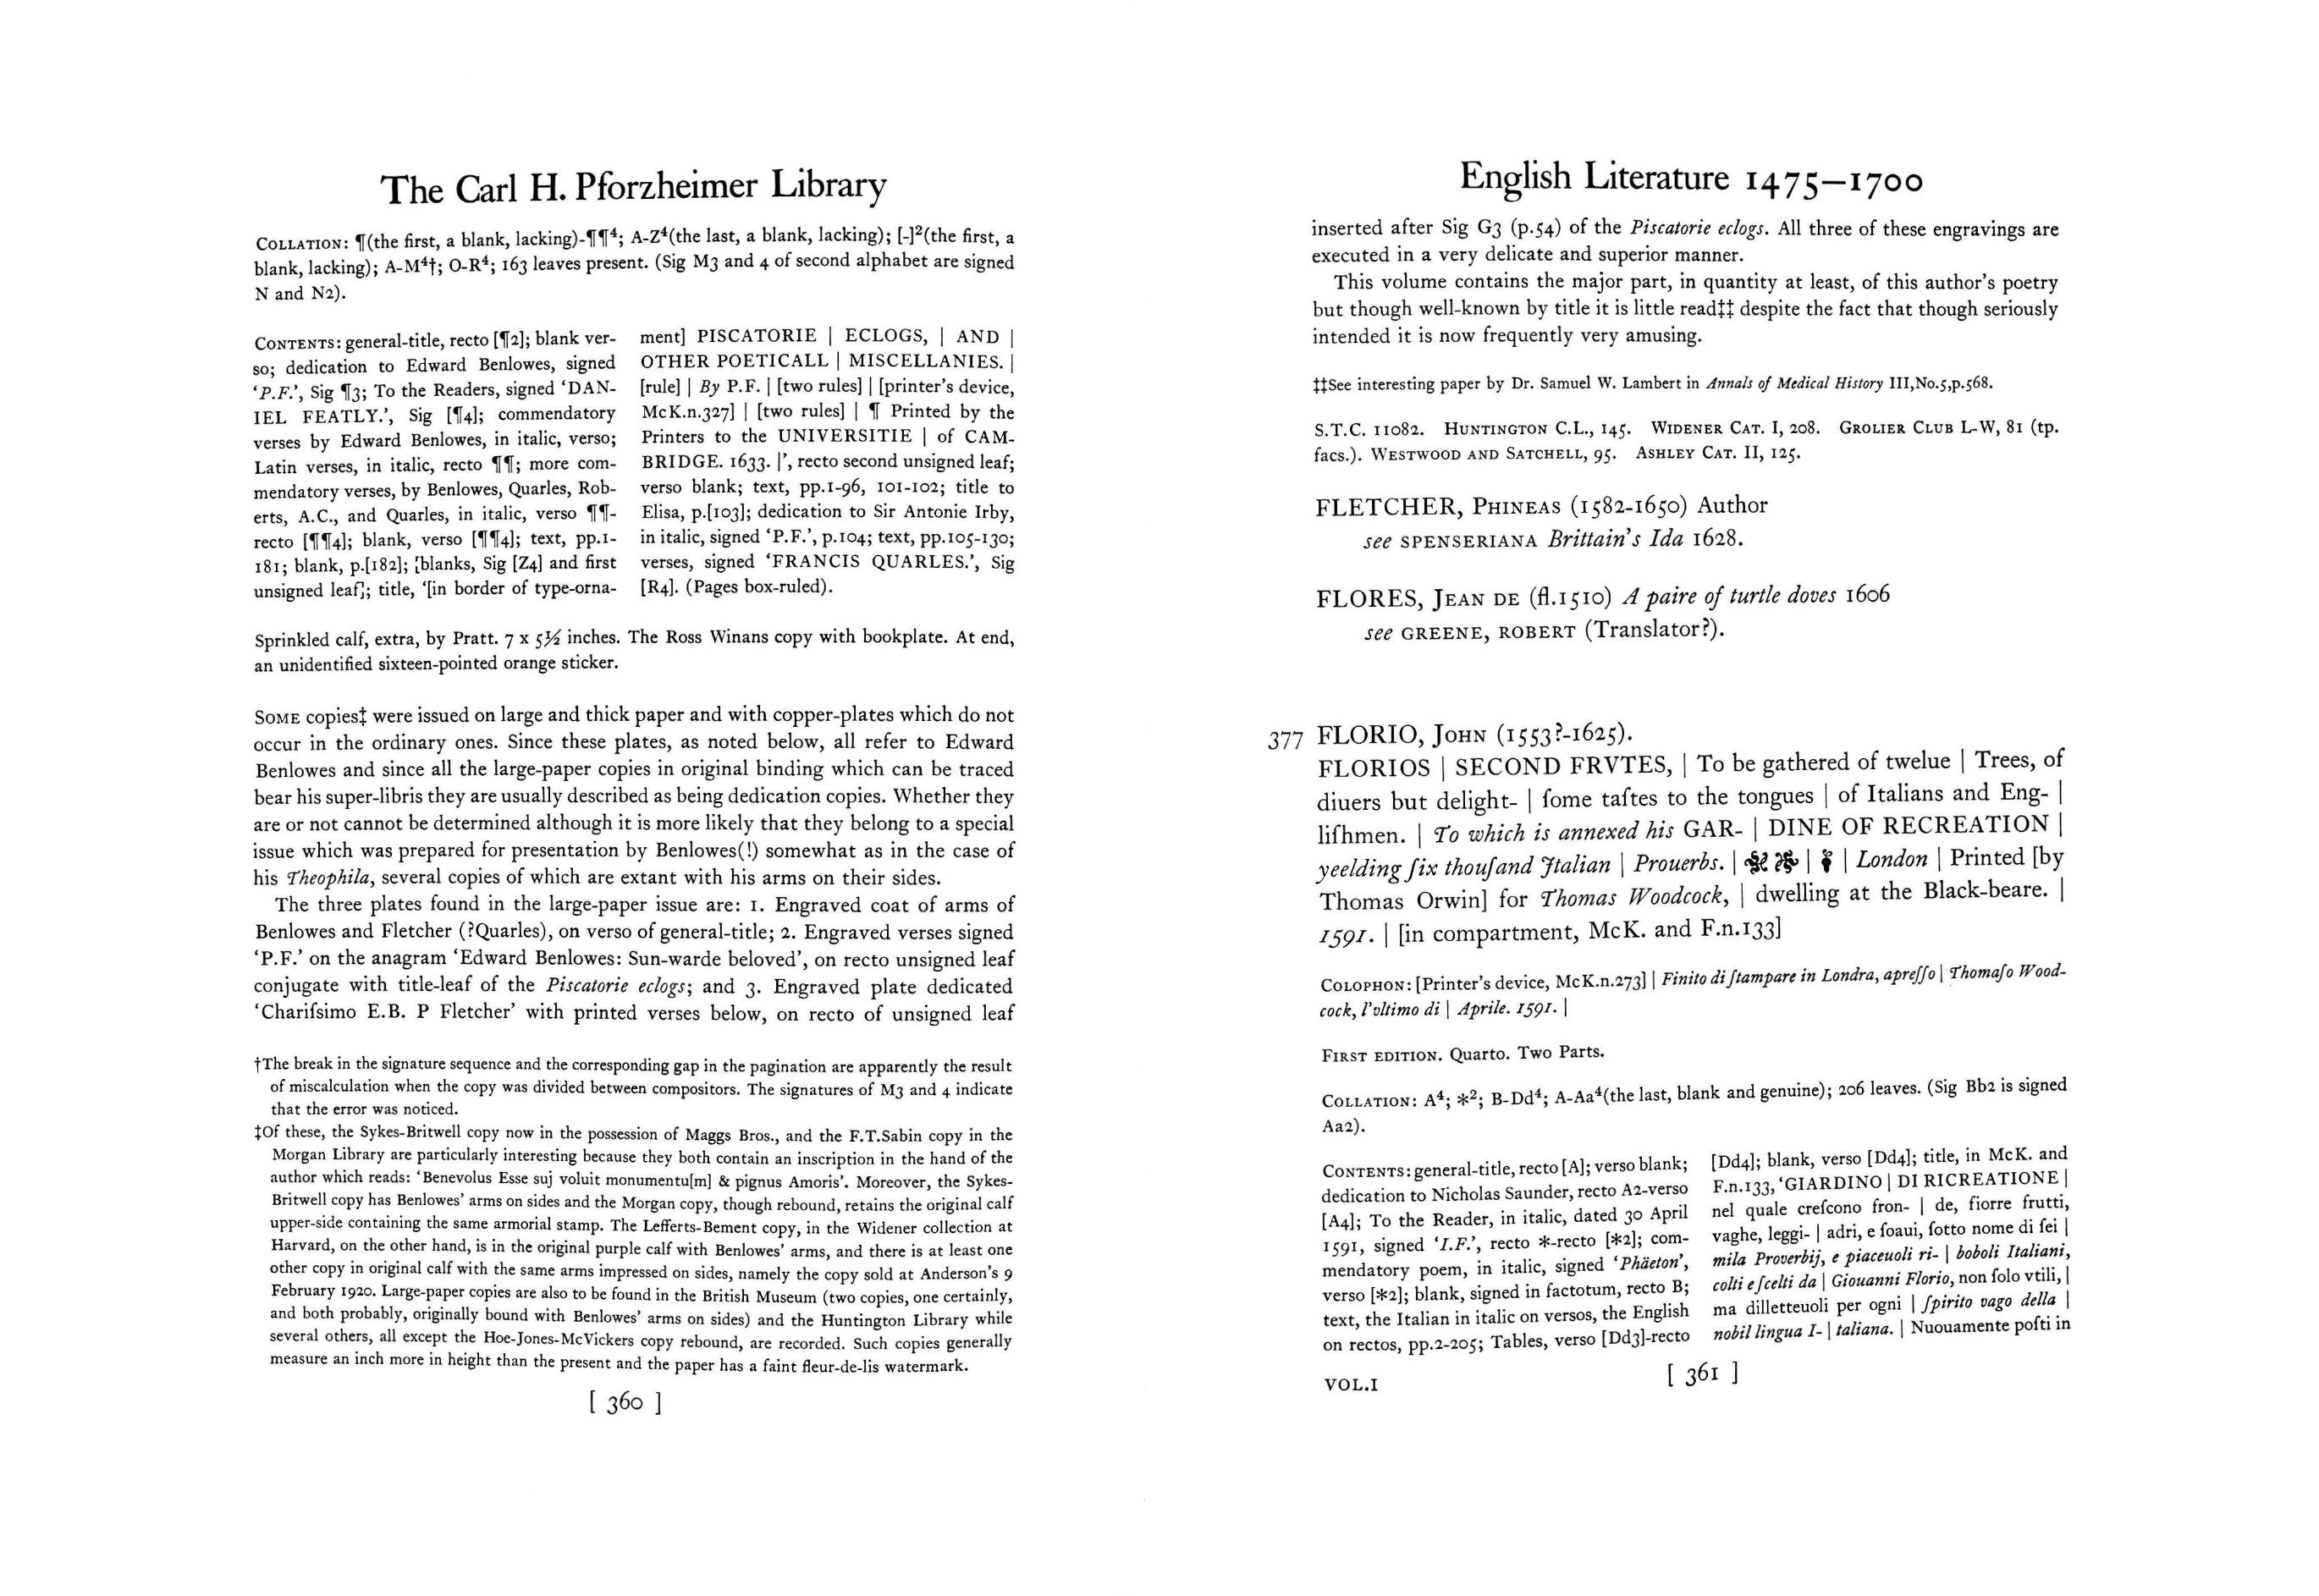 The Carl H. Pforzheimer Library
COLLATION: ¶(the first, a blank, lacking)-¶¶⁴; A-Z⁴(the last, a blank, lacking); [-]²(the first, a
blank, lacking); A-M⁴†; O-R⁴; 163 leaves present. (Sig M3 and 4 of second alphabet are signed
N and N2).
CONTENTS: general-title, recto [¶2]; blank ver-
so; dedication to Edward Benlowes, signed
‘P.F.’, Sig ¶3; To the Readers, signed ‘DAN-
IEL FEATLY.’, Sig [¶4]; commendatory
verses by Edward Benlowes, in italic, verso;
Latin verses, in italic, recto ¶¶; more com-
mendatory verses, by Benlowes, Quarles, Rob-
erts, A.C., and Quarles, in italic, verso ¶¶-
recto [¶¶4]; blank, verso [¶¶4]; text, pp.1-
181; blank, p.[182]; [blanks, Sig [Z4] and first
unsigned leaf]; title, ‘[in border of type-orna-
ment] PISCATORIE | ECLOGS, | AND |
OTHER POETICALL | MISCELLANIES. |
[rule] | By P.F. | [two rules] | [printer’s device,
McK.n.327] | [two rules] | ¶ Printed by the
Printers to the UNIVERSITIE | of CAM-
BRIDGE. 1633. |’, recto second unsigned leaf;
verso blank; text, pp.1-96, 101-102; title to
Elisa, p.[103]; dedication to Sir Antonie Irby,
in italic, signed ‘P.F.’, p.104; text, pp.105-130;
verses, signed ‘FRANCIS QUARLES.’, Sig
[R4]. (Pages box-ruled).
Sprinkled calf, extra, by Pratt. 7 x 5½ inches. The Ross Winans copy with bookplate. At end,
an unidentified sixteen-pointed orange sticker.
SOME copies‡ were issued on large and thick paper and with copper-plates which do not
occur in the ordinary ones. Since these plates, as noted below, all refer to Edward
Benlowes and since all the large-paper copies in original binding which can be traced
bear his super-libris they are usually described as being dedication copies. Whether they
are or not cannot be determined although it is more likely that they belong to a special
issue which was prepared for presentation by Benlowes(!) somewhat as in the case of
his Theophila, several copies of which are extant with his arms on their sides.
The three plates found in the large-paper issue are: 1. Engraved coat of arms of
Benlowes and Fletcher (?Quarles), on verso of general-title; 2. Engraved verses signed
‘P.F.’ on the anagram ‘Edward Benlowes: Sun-warde beloved’, on recto unsigned leaf
conjugate with title-leaf of the Piscatorie eclogs; and 3. Engraved plate dedicated
‘Charifsimo E.B. P Fletcher’ with printed verses below, on recto of unsigned leaf
†The break in the signature sequence and the corresponding gap in the pagination are apparently the result
of miscalculation when the copy was divided between compositors. The signatures of M3 and 4 indicate
that the error was noticed.
‡Of these, the Sykes-Britwell copy now in the possession of Maggs Bros., and the F.T.Sabin copy in the
Morgan Library are particularly interesting because they both contain an inscription in the hand of the
author which reads: ‘Benevolus Esse suj voluit monumentu[m] & pignus Amoris’. Moreover, the Sykes-
Britwell copy has Benlowes’ arms on sides and the Morgan copy, though rebound, retains the original calf
upper-side containing the same armorial stamp. The Lefferts-Bement copy, in the Widener collection at
Harvard, on the other hand, is in the original purple calf with Benlowes’ arms, and there is at least one
other copy in original calf with the same arms impressed on sides, namely the copy sold at Anderson’s 9
February 1920. Large-paper copies are also to be found in the British Museum (two copies, one certainly,
and both probably, originally bound with Benlowes’ arms on sides) and the Huntington Library while
several others, all except the Hoe-Jones-McVickers copy rebound, are recorded. Such copies generally
measure an inch more in height than the present and the paper has a faint fleur-de-lis watermark.
[ 360 ]
English Literature 1475—1700
inserted after Sig G3 (p.54) of the Piscatorie eclogs. All three of these engravings are
executed in a very delicate and superior manner.
This volume contains the major part, in quantity at least, of this author’s poetry
but though well-known by title it is little read‡‡ despite the fact that though seriously
intended it is now frequently very amusing.
‡‡See interesting paper by Dr. Samuel W. Lambert in Annals of Medical History III,No.5,p.568.
S.T.C. 11082. HUNTINGTON C.L., 145. WIDENER CAT. I, 208. GROLIER CLUB L-W, 81 (tp.
facs.). WESTWOOD AND SATCHELL, 95. ASHLEY CAT. II, 125.
FLETCHER, PHINEAS (1582-1650) Author
see SPENSERIANA Brittain’s Ida 1628.
FLORES, JEAN DE (fl.1510) A paire of turtle doves 1606
see GREENE, ROBERT (Translator?).
377 FLORIO, JOHN (1553?-1625).
FLORIOS | SECOND FRVTES, | To be gathered of twelue | Trees, of
diuers but delight- | ſome taſtes to the tongues | of Italians and Eng- |
liſhmen. | To which is annexed his GAR- | DINE OF RECREATION |
yeelding ſix thouſand Italian | Prouerbs. | ❧ ❧ | ❦ | London | Printed [by
Thomas Orwin] for Thomas Woodcock, | dwelling at the Black-beare. |
1591. | [in compartment, McK. and F.n.133]
COLOPHON: [Printer’s device, McK.n.273] | Finito di ſtampare in Londra, apreſſo | Thomaſo Wood-
cock, l’vltimo di | Aprile. 1591. |
FIRST EDITION. Quarto. Two Parts.
COLLATION: A⁴; *²; B-Dd⁴; A-Aa⁴(the last, blank and genuine); 206 leaves. (Sig Bb2 is signed
Aa2).
CONTENTS: general-title, recto [A]; verso blank;
dedication to Nicholas Saunder, recto A2-verso
[A4]; To the Reader, in italic, dated 30 April
1591, signed ‘I.F.’, recto *-recto [*2]; com-
mendatory poem, in italic, signed ‘Phäeton’,
verso [*2]; blank, signed in factotum, recto B;
text, the Italian in italic on versos, the English
on rectos, pp.2-205; Tables, verso [Dd3]-recto
[Dd4]; blank, verso [Dd4]; title, in McK. and
F.n.133, ‘GIARDINO | DI RICREATIONE |
nel quale creſcono fron- | de, fiorre frutti,
vaghe, leggi- | adri, e ſoaui, ſotto nome di ſei |
mila Proverbij, e piaceuoli ri- | boboli Italiani,
colti e ſcelti da | Giouanni Florio, non ſolo vtili, |
ma dilletteuoli per ogni | ſpirito vago della |
nobil lingua I- | taliana. | Nuouamente poſti in
VOL.I
[ 361 ]